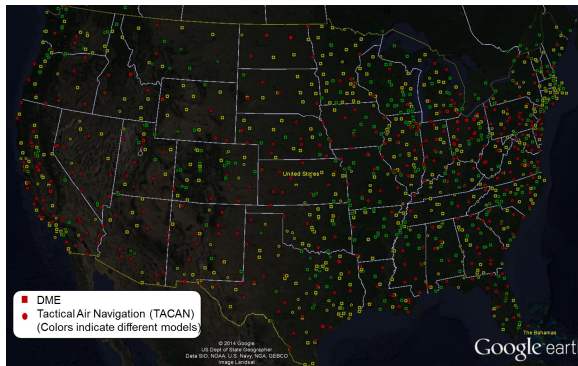 United States
DME
Tactical Air Navigation (TACAN)
(Colors indicate different models)
The Bahamas
© 2014 Google
US Dept of State Geographer
Data SIO, NOAA, U.S. Navy, NGA, GEBCO
Image Landsat
Google eart